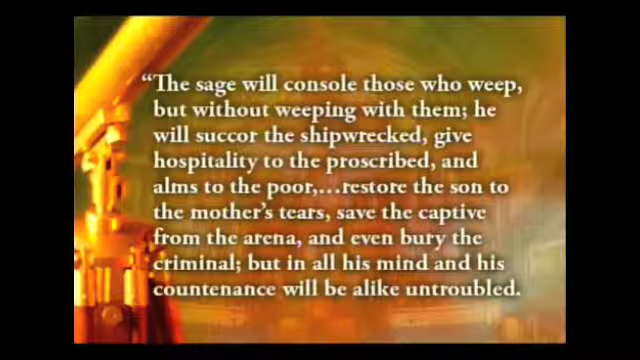 “The sage will console those who weep,
but without weeping with them; he
will succor the shipwrecked, give
hospitality to the proscribed, and
alms to the poor,…restore the son to
the mother’s tears, save the captive
from the arena, and even bury the
criminal; but in all his mind and his
countenance will be alike untroubled.